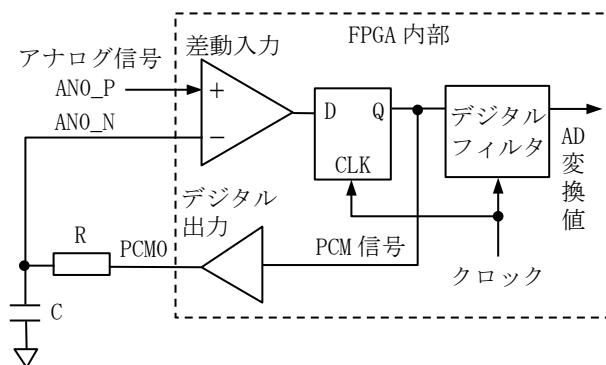 差動入力
FPGA 内部
アナログ信号
AN0_P
+
AN0_N
−
D Q
CLK
デジタル
フィルタ
AD
変
換
値
デジタル
出力
R
PCM0
PCM 信号
クロック
C